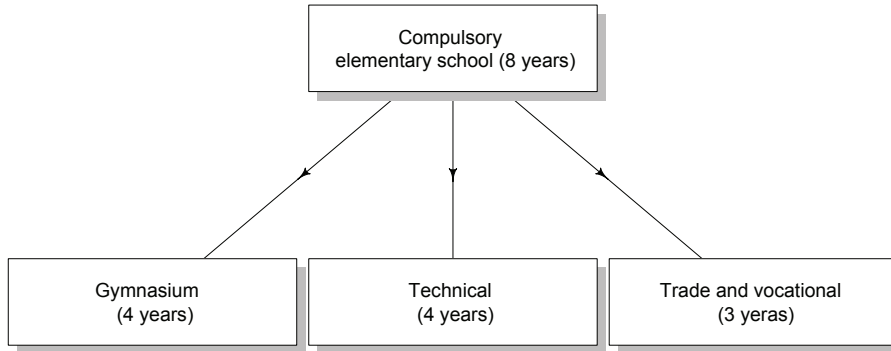 Compulsory
elementary school (8 years)
Gymnasium
(4 years)
Technical
(4 years)
Trade and vocational
(3 yeras)